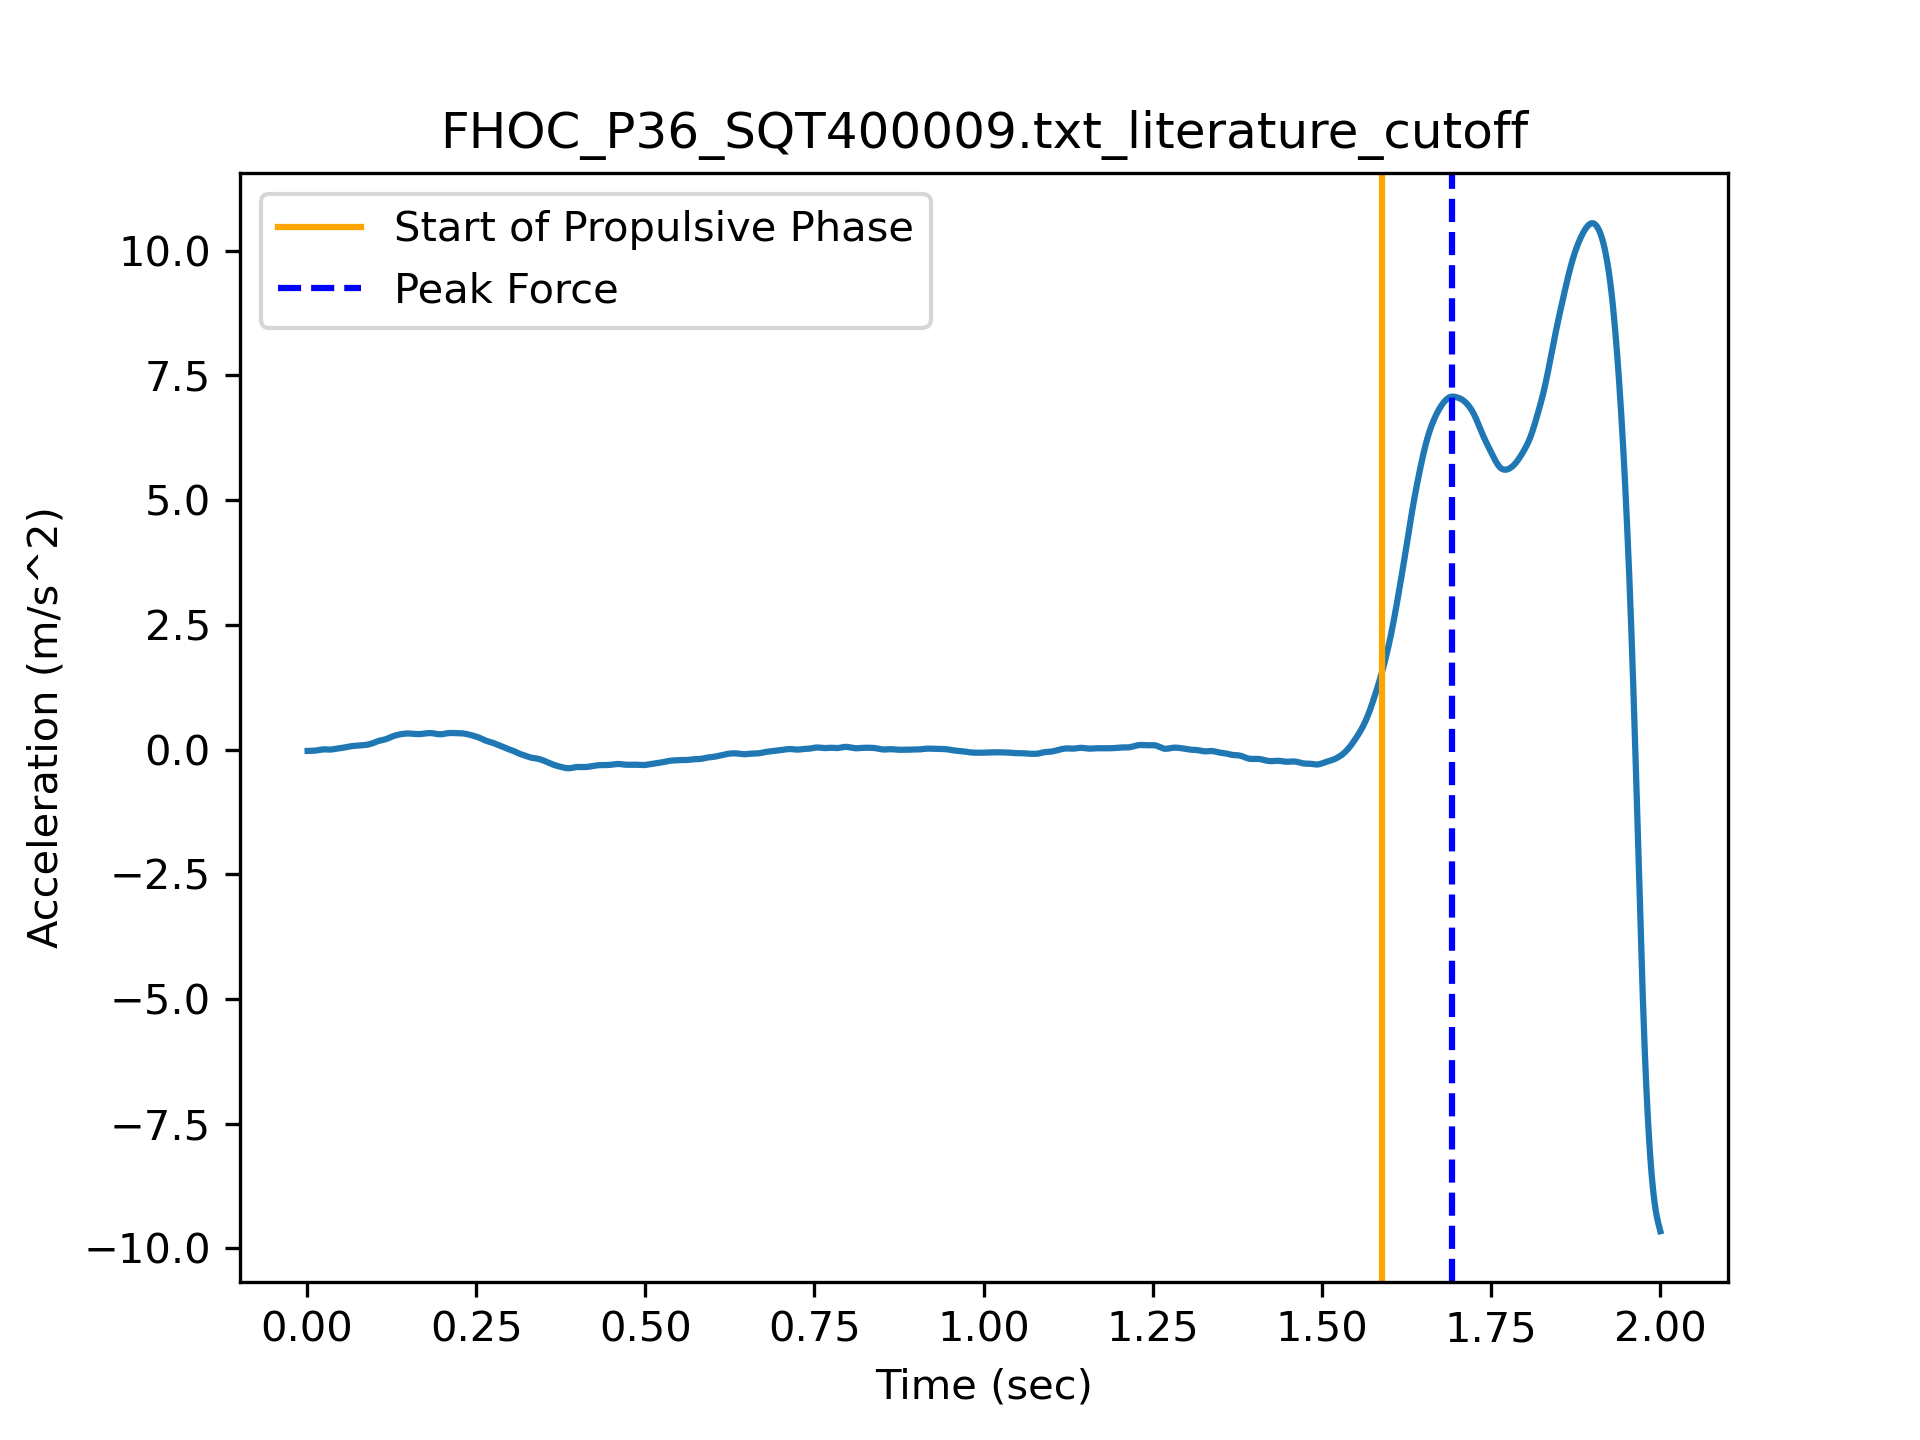 FHOC_P36_SQT400009.txt_literature_cutoff
Start of Propulsive Phase
Peak Force
10.0
7.5
5.0
2.5
0.0
−2.5
−5.0
−7.5
−10.0
Acceleration (m/s^2)
0.00 0.25 0.50 0.75 1.00 1.25 1.50 1.75 2.00
Time (sec)